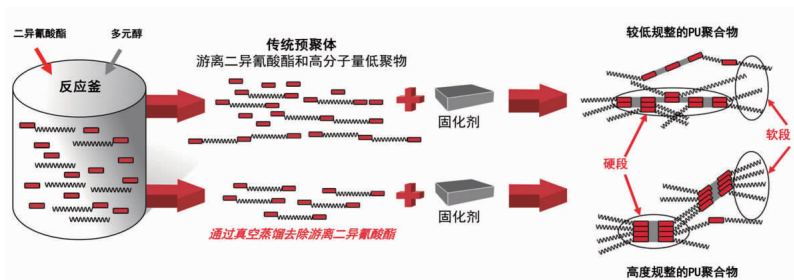 二异氰酸酯
多元醇
反应釜
传统预聚体
游离二异氰酸酯和高分子量低聚物
固化剂
较低规整的PU聚合物
软段
硬段
通过真空蒸馏去除游离二异氰酸酯
固化剂
高度规整的PU聚合物